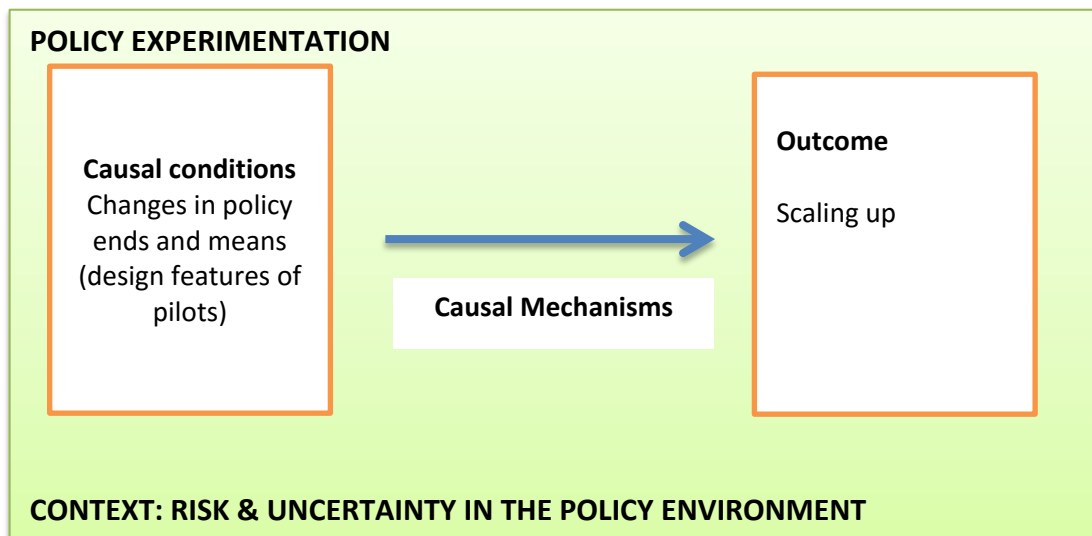 POLICY EXPERIMENTATION
Causal conditions
Changes in policy
ends and means
(design features of
pilots)
Causal Mechanisms
Outcome
Scaling up
CONTEXT: RISK & UNCERTAINTY IN THE POLICY ENVIRONMENT